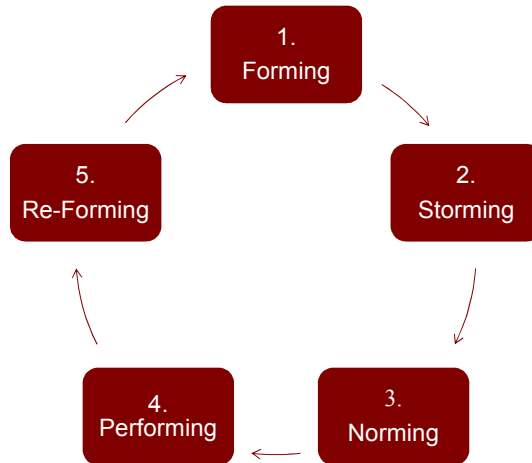 1.
Forming
2.
Storming
3.
Norming
4.
Performing
5.
Re-Forming